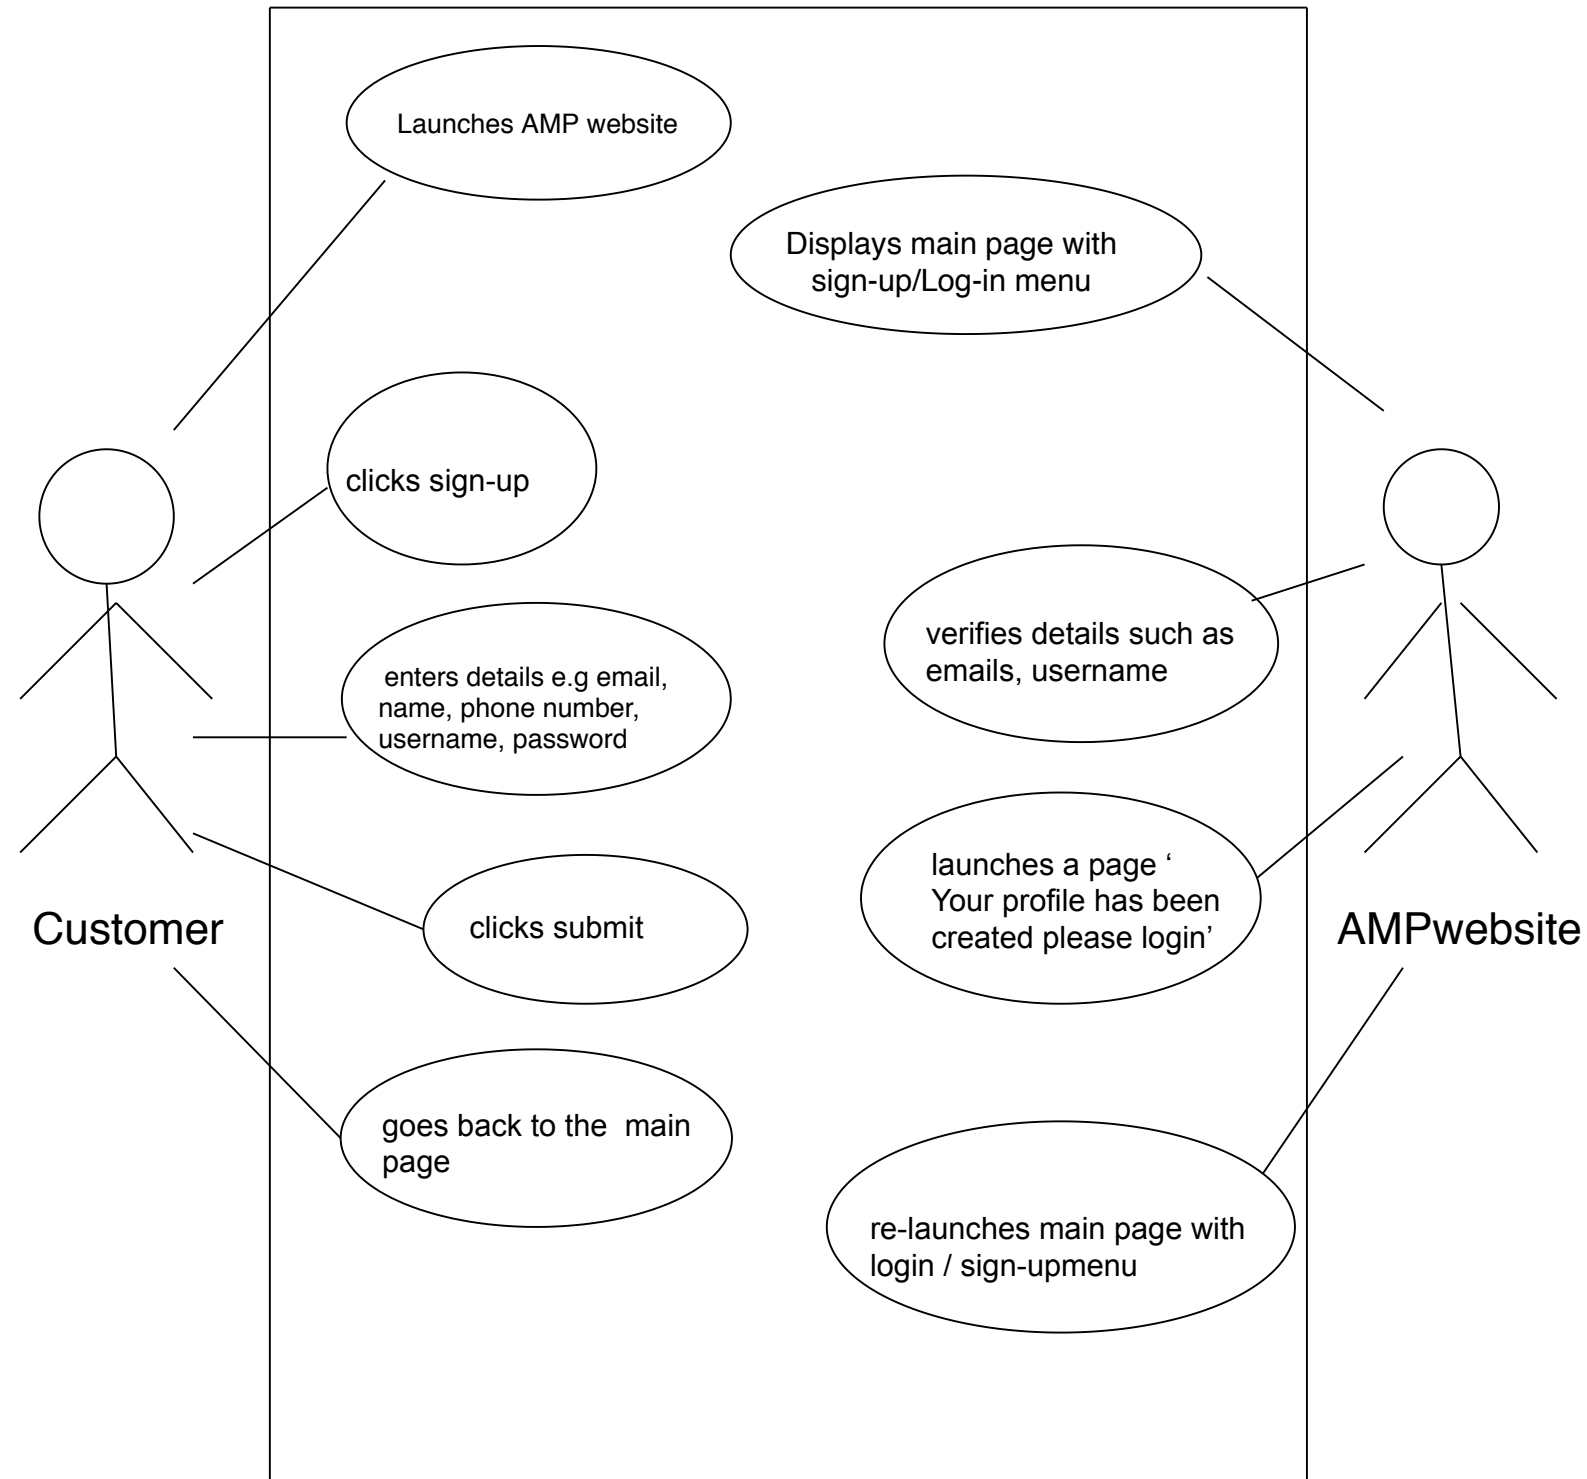 Launches AMP website
Displays main page with
sign-up/Log-in menu
clicks sign-up
verifies details such as
emails, username
enters details e.g email,
name, phone number,
username, password
launches a page ‘
Your profile has been
created please login’
clicks submit
Customer
AMPwebsite
goes back to the  main
page
re-launches main page with
login / sign-upmenu